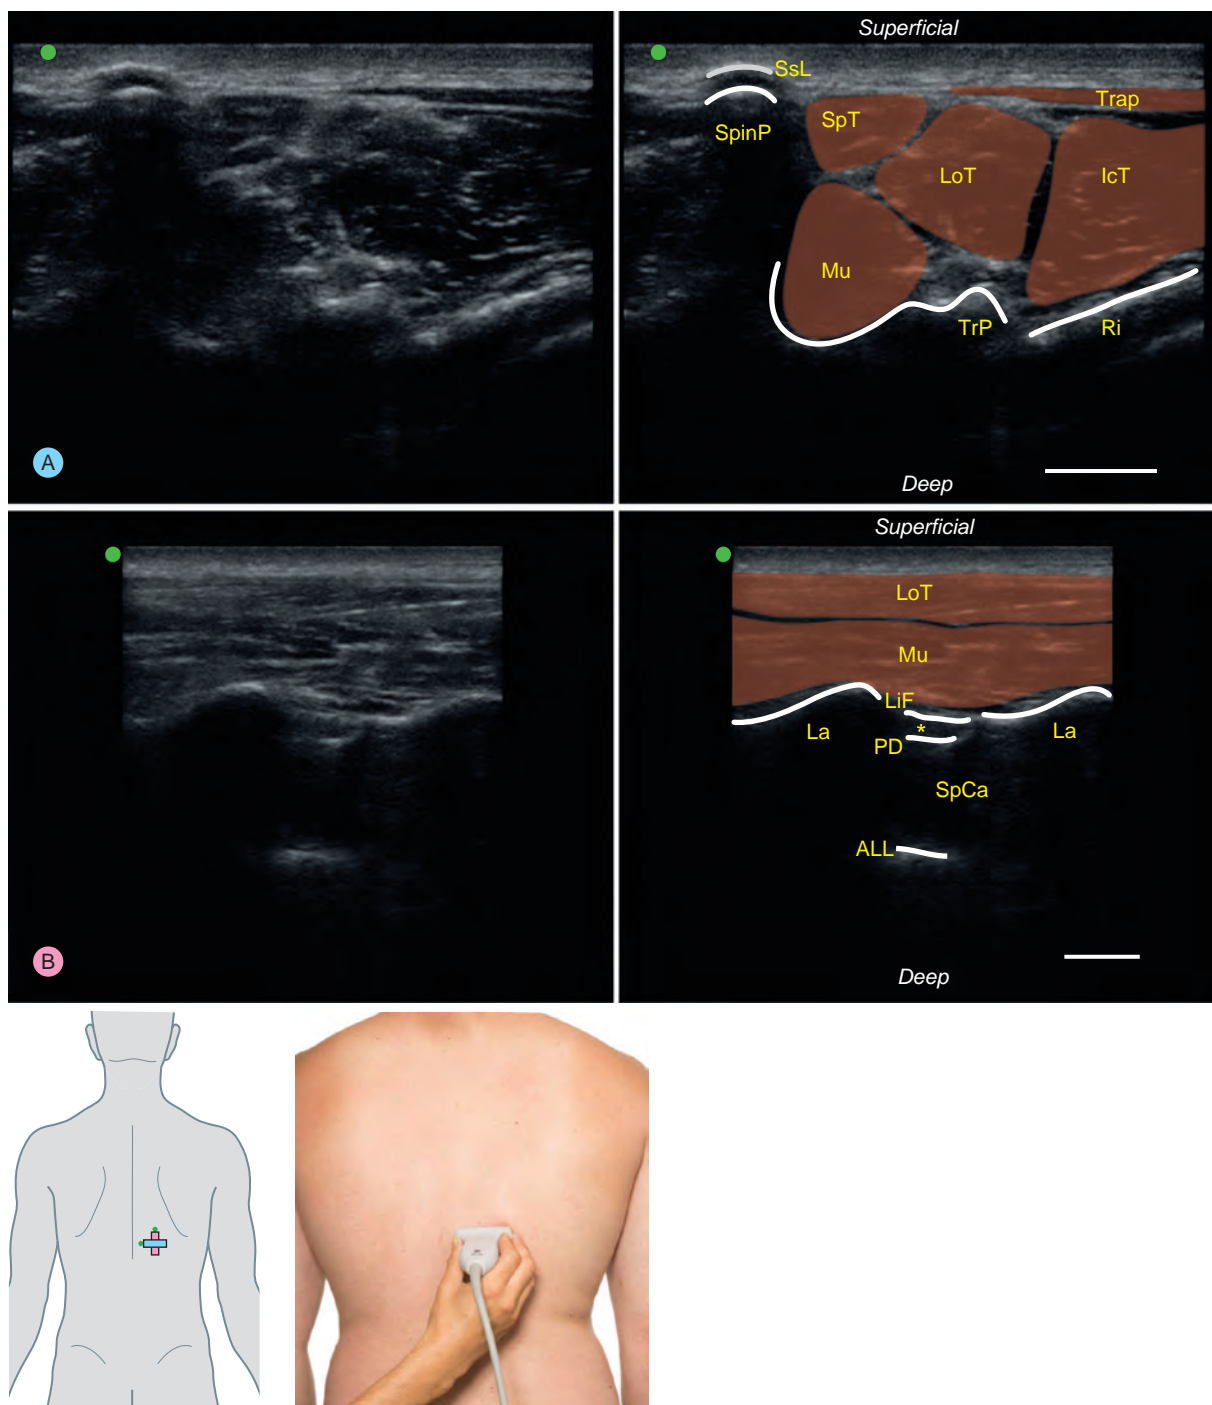 Superficial
SsL
Trap
SpinP
SpT
LoT
IcT
Mu
TrP
Ri
A
Deep
Superficial
LoT
Mu
LiF
La
*
La
PD
SpCa
ALL
B
Deep